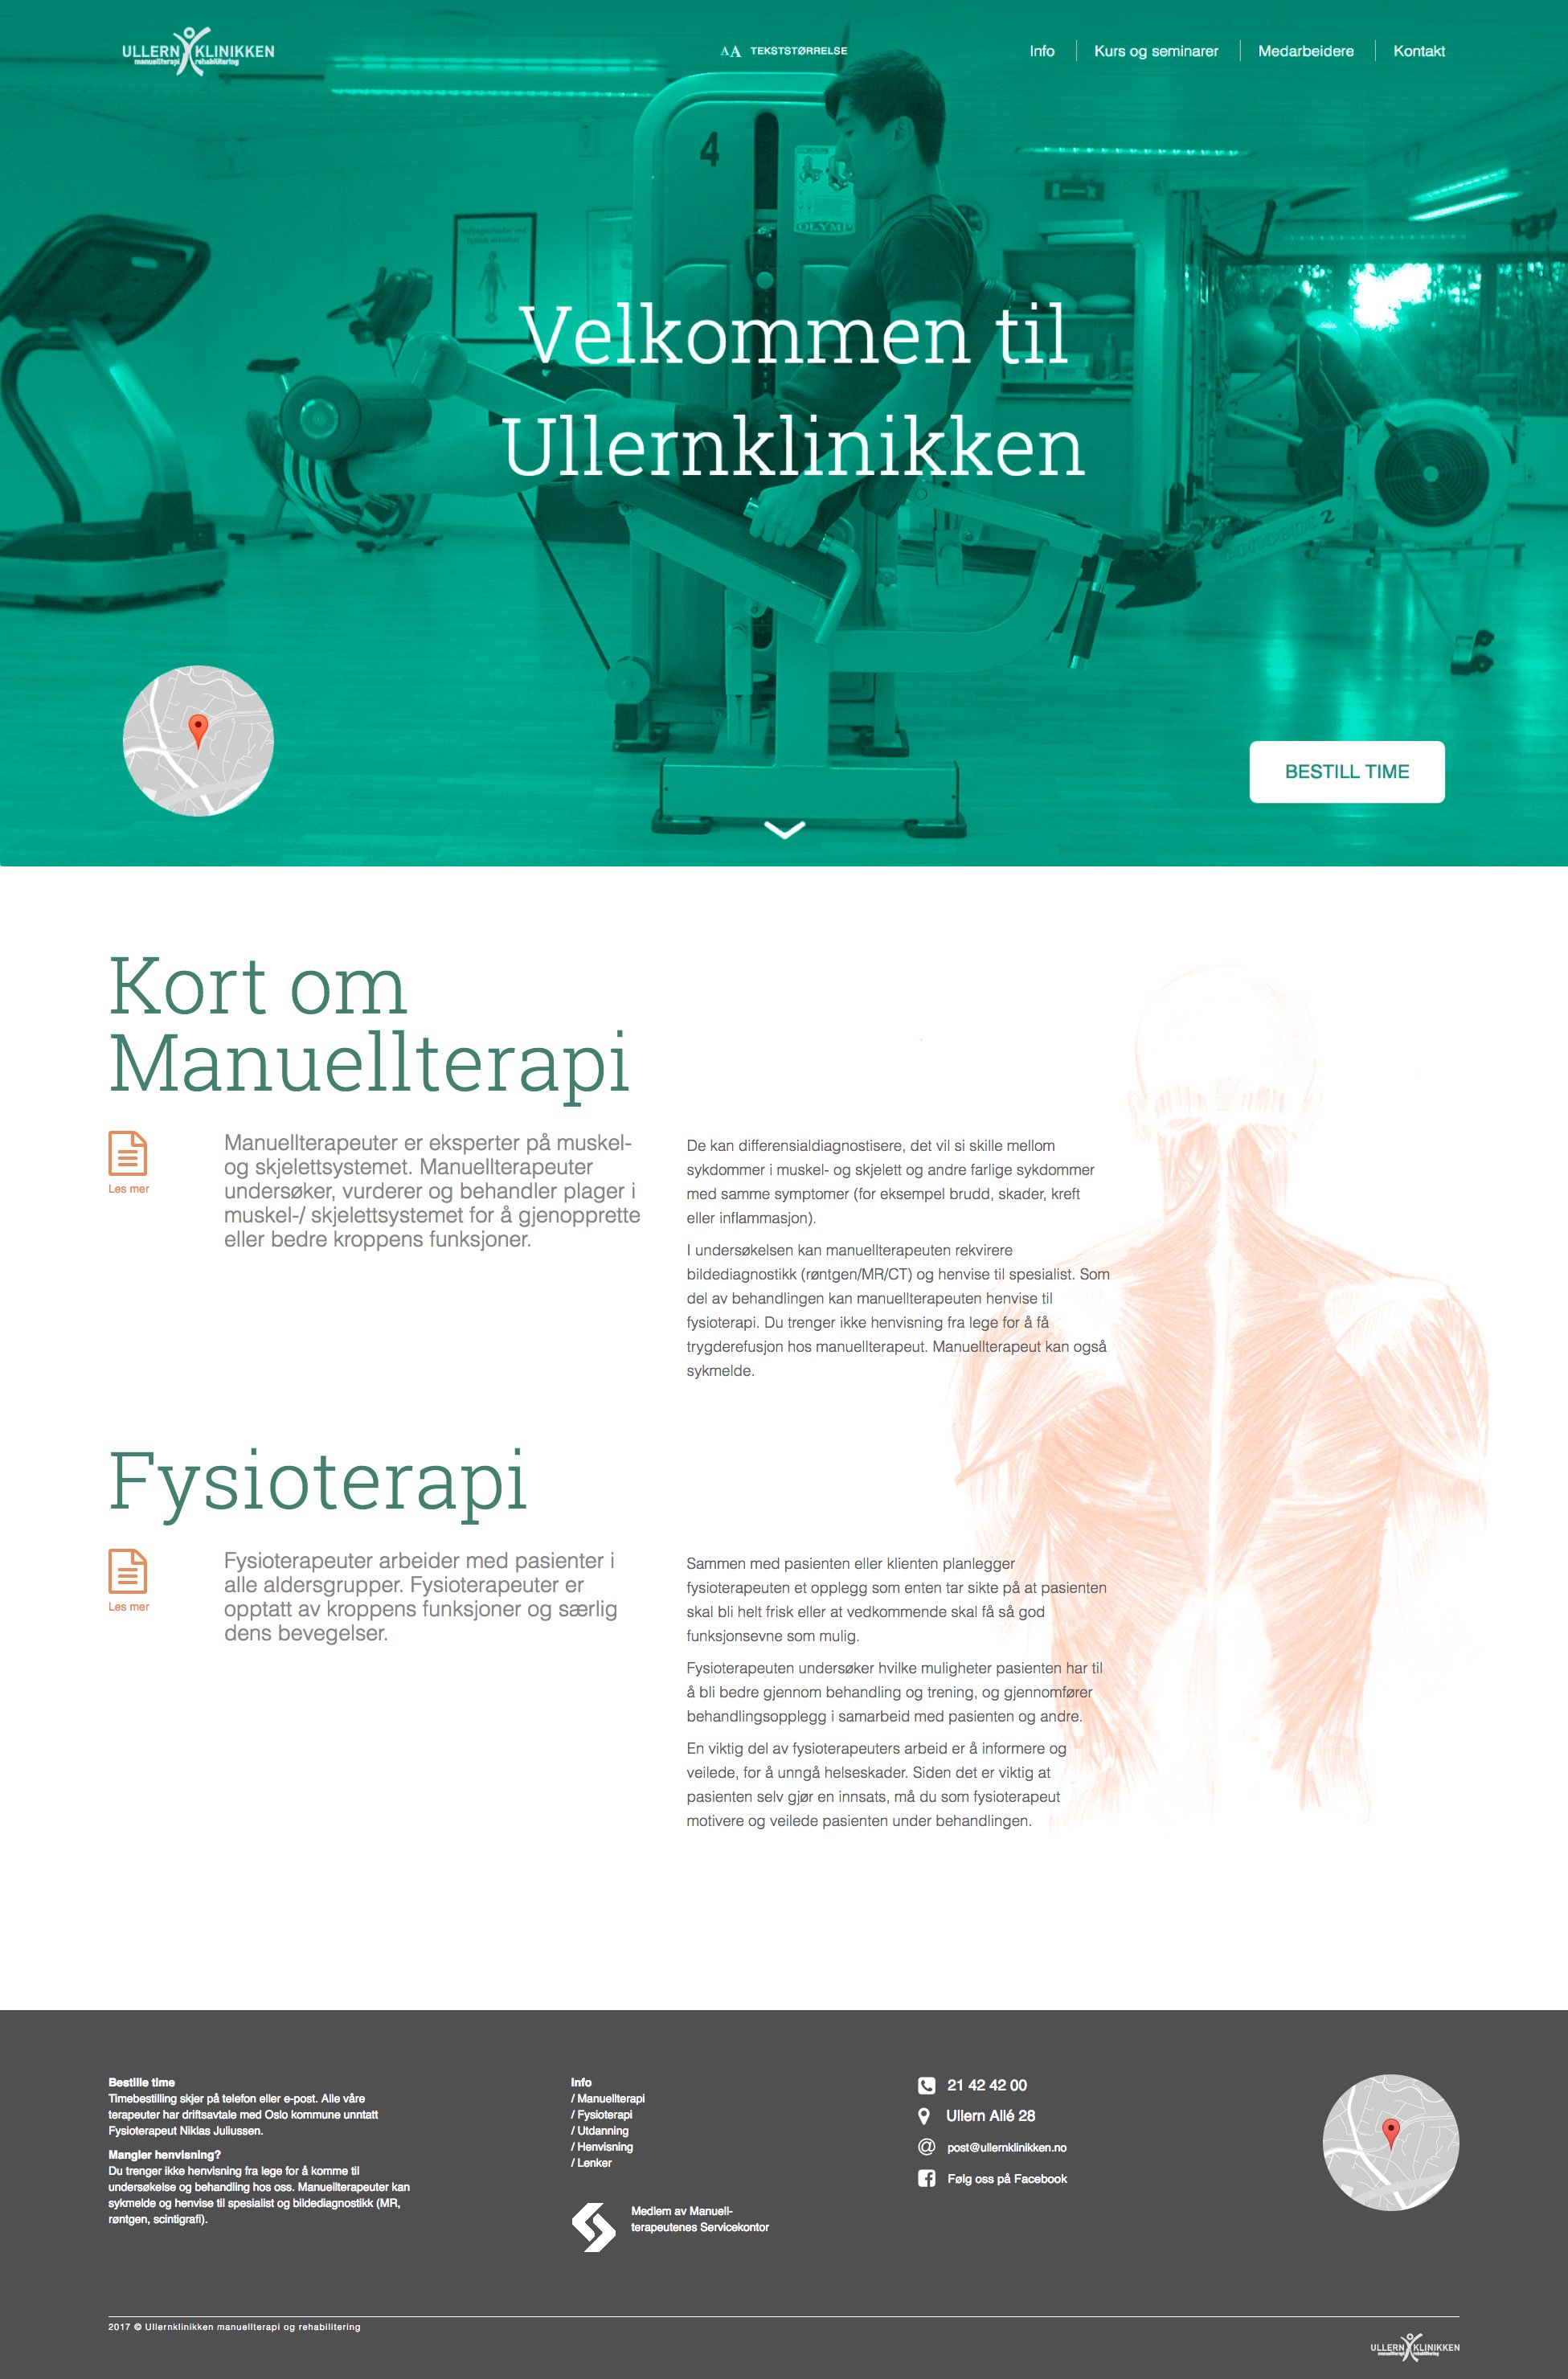 ULLERN KLINIKKEN
manuellterapi rehabilitering
AA TEKSTSTØRRELSE
Info
Kurs og seminarer
Medarbeidere
Kontakt
4
OLYMP
Velkommen til
Ullernklinikken
concept 2
BESTILL TIME
Kort om
Manuellterapi
Les mer
Manuellterapeuter er eksperter på muskel-
og skjelettsystemet. Manuellterapeuter
undersøker, vurderer og behandler plager i
muskel-/ skjelettsystemet for å gjenopprette
eller bedre kroppens funksjoner.
De kan differensialdiagnostisere, det vil si skille mellom
sykdommer i muskel- og skjelett og andre farlige sykdommer
med samme symptomer (for eksempel brudd, skader, kreft
eller inflammasjon).
I undersøkelsen kan manuellterapeuten rekvirere
bildediagnostikk (røntgen/MR/CT) og henvise til spesialist. Som
del av behandlingen kan manuellterapeuten henvise til
fysioterapi. Du trenger ikke henvisning fra lege for å få
trygderefusjon hos manuellterapeut. Manuellterapeut kan også
sykmelde.
Fysioterapi
Les mer
Fysioterapeuter arbeider med pasienter i
alle aldersgrupper. Fysioterapeuter er
opptatt av kroppens funksjoner og særlig
dens bevegelser.
Sammen med pasienten eller klienten planlegger
fysioterapeuten et opplegg som enten tar sikte på at pasienten
skal bli helt frisk eller at vedkommende skal få så god
funksjonsevne som mulig.
Fysioterapeuten undersøker hvilke muligheter pasienten har til
å bli bedre gjennom behandling og trening, og gjennomfører
behandlingsopplegg i samarbeid med pasienten og andre.
En viktig del av fysioterapeuters arbeid er å informere og
veilede, for å unngå helseskader. Siden det er viktig at
pasienten selv gjør en innsats, må du som fysioterapeut
motivere og veilede pasienten under behandlingen.
Bestille time
Timebestilling skjer på telefon eller e-post. Alle våre
terapeuter har driftsavtale med Oslo kommune unntatt
Fysioterapeut Niklas Juliussen.
Mangler henvisning?
Du trenger ikke henvisning fra lege for å komme til
undersøkelse og behandling hos oss. Manuellterapeuter kan
sykmelde og henvise til spesialist og bildediagnostikk (MR,
røntgen, scintigrafi).
Info
/ Manuellterapi
/ Fysioterapi
/ Utdanning
/ Henvisning
/ Lenker
Medlem av Manuell-
terapeutenes Servicekontor
21 42 42 00
Ullern Allé 28
post@ullernklinikken.no
Følg oss på Facebook
2017 © Ullernklinikken manuellterapi og rehabilitering
ULLERN KLINIKKEN
manuellterapi rehabilitering